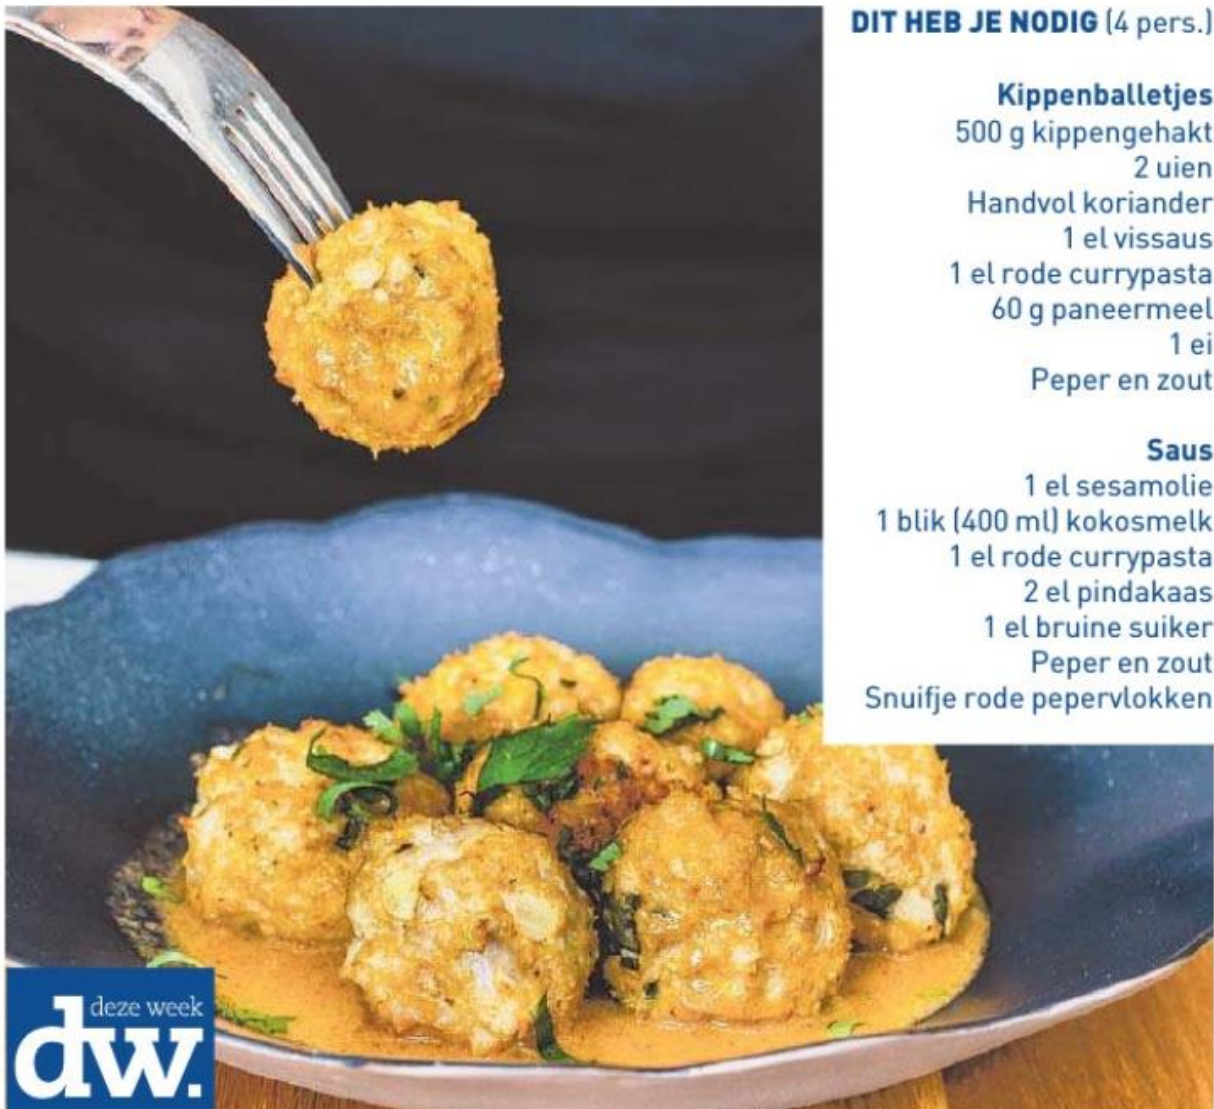 DIT HEB JE NODIG (4 pers.)
Kippenballetjes
500 g kippengehakt
2 uien
Handvol koriander
1 el vissaus
1 el rode currypasta
60 g paneermeel
1 ei
Peper en zout
Saus
1 el sesamolie
1 blik (400 ml) kokosmelk
1 el rode currypasta
2 el pindakaas
1 el bruine suiker
Peper en zout
Snuifje rode pepervlokken
deze week
dw.